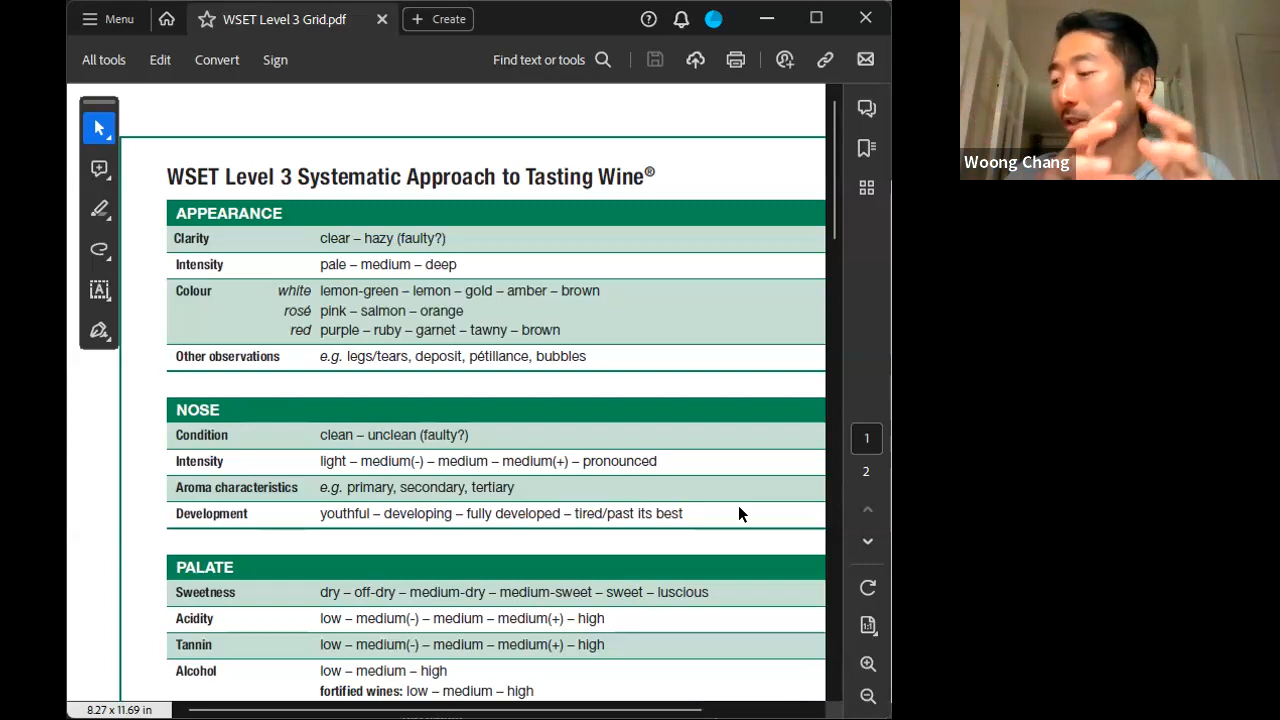 Menu
WSET Level 3 Grid.pdf
Create
All tools
Edit
Convert
Sign
Find text or tools
Woong Chang
WSET Level 3 Systematic Approach to Tasting Wine®
APPEARANCE
Clarity clear – hazy (faulty?)
Intensity pale – medium – deep
Colour white lemon-green – lemon – gold – amber – brown
rosé pink – salmon – orange
red purple – ruby – garnet – tawny – brown
Other observations e.g. legs/tears, deposit, pétillance, bubbles
NOSE
Condition clean – unclean (faulty?)
Intensity light – medium(-) – medium – medium(+) – pronounced
Aroma characteristics e.g. primary, secondary, tertiary
Development youthful – developing – fully developed – tired/past its best
PALATE
Sweetness dry – off-dry – medium-dry – medium-sweet – sweet – luscious
Acidity low – medium(-) – medium – medium(+) – high
Tannin low – medium(-) – medium – medium(+) – high
Alcohol low – medium – high
fortified wines: low – medium – high
1
2
1:1
8.27 x 11.69 in